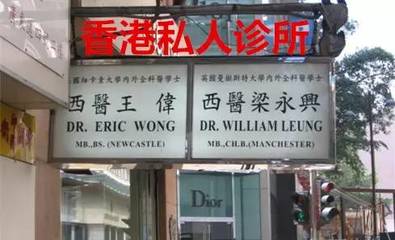 香港私人诊所
國紐卡素大學內外全科醫學士
西醫王偉
DR. ERIC WONG
MB.,BS. (NEWCASTLE)
英國曼徹斯特大學內外全科醫學士
西醫梁永興
DR. WILLIAM LEUNG
MB.,CH.B.(MANCHESTER)
Dior